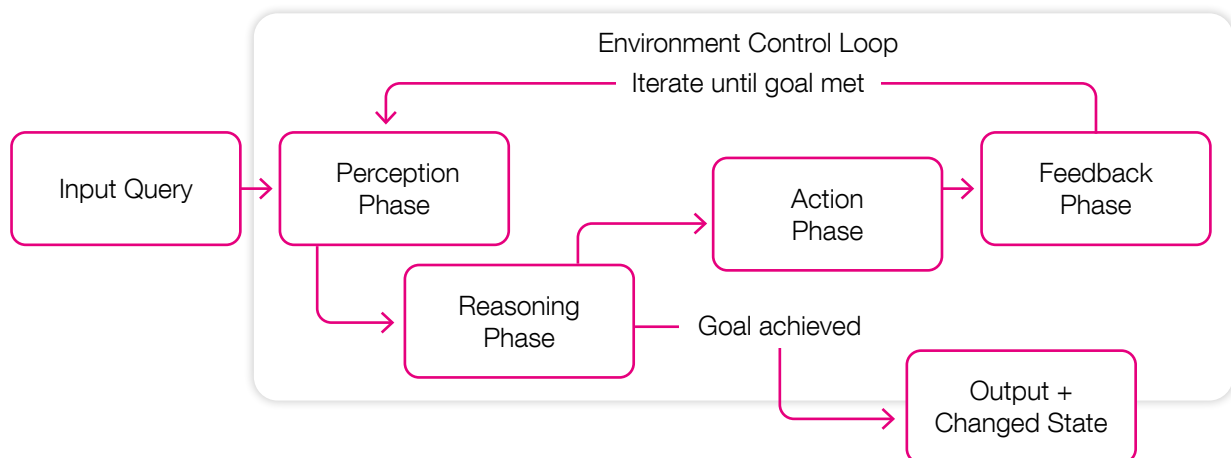 Environment Control Loop
Iterate until goal met
Input Query
Perception
Phase
Action
Phase
Feedback
Phase
Reasoning
Phase
Goal achieved
Output +
Changed State